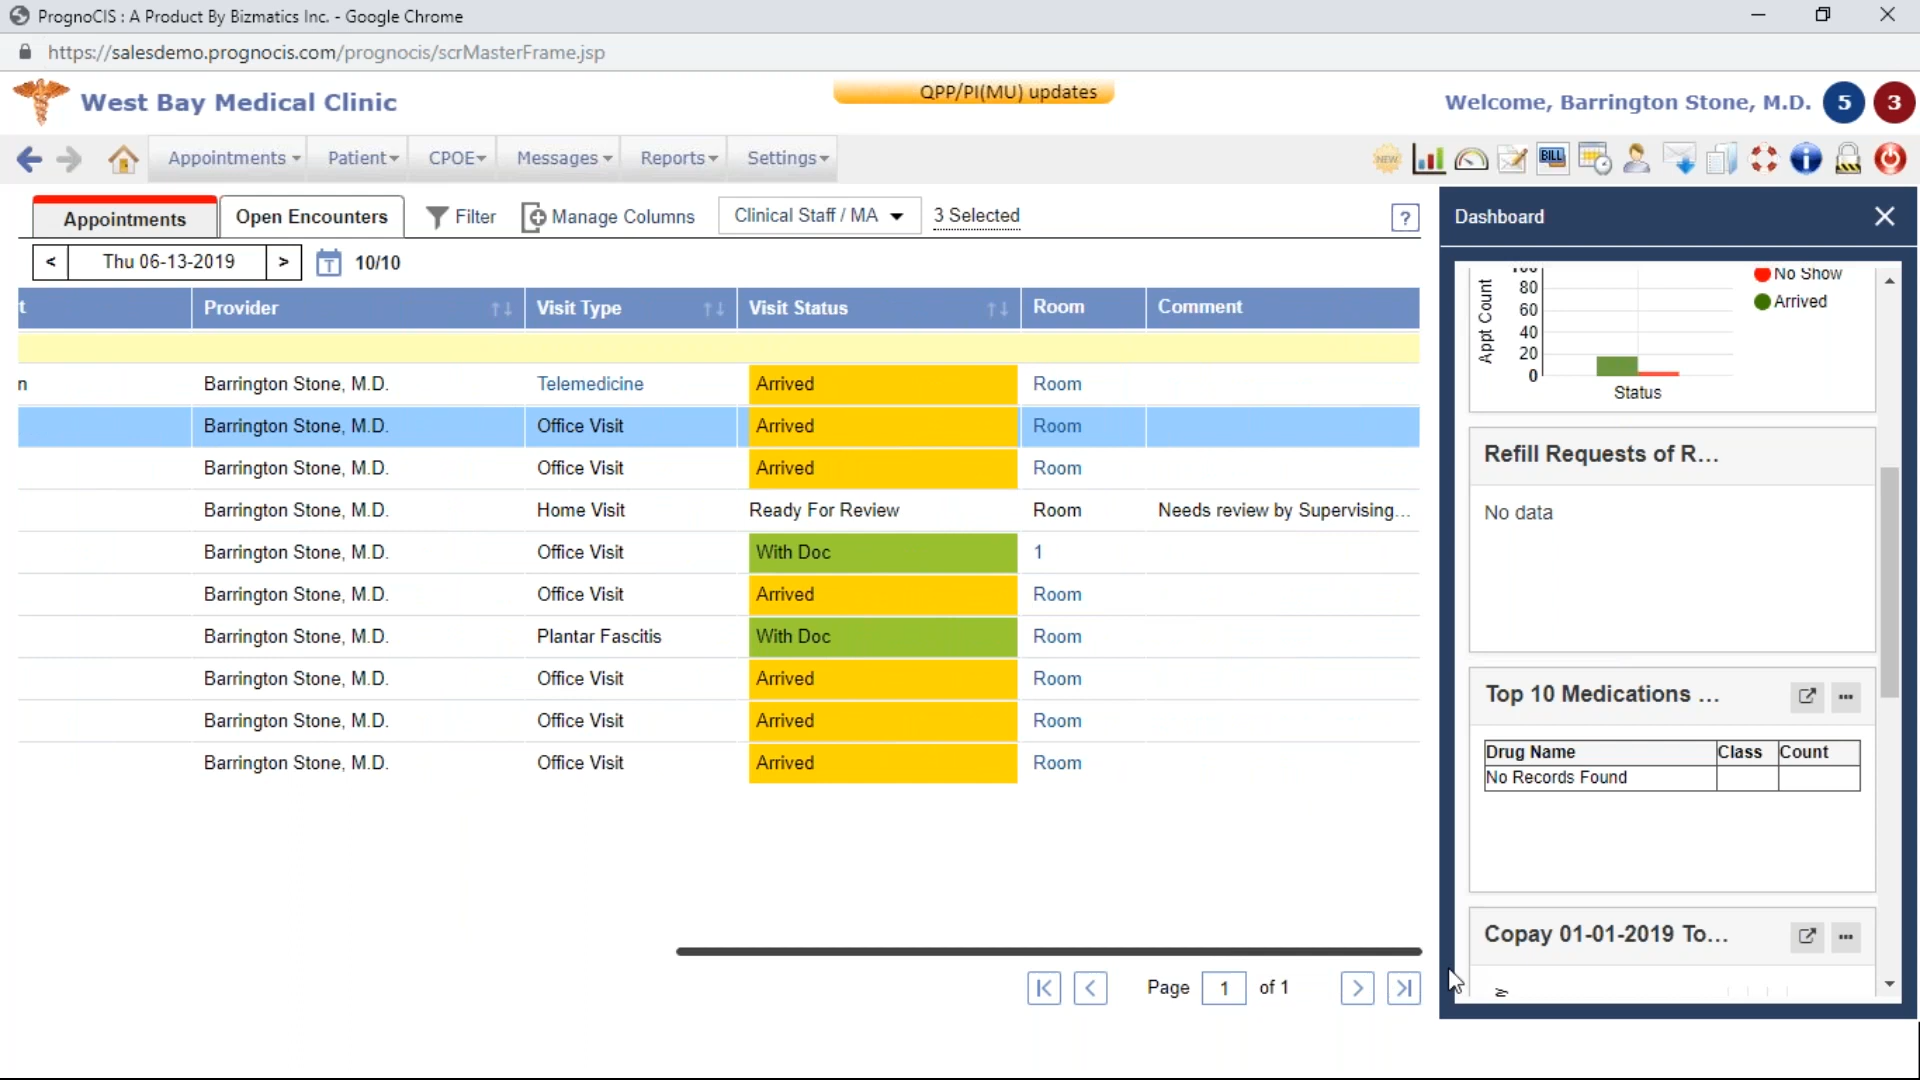 PrognoCIS : A Product By Bizmatics Inc. - Google Chrome
https://salesdemo.prognocis.com/prognocis/scrMasterFrame.jsp
West Bay Medical Clinic
QPP/PI(MU) updates
Welcome, Barrington Stone, M.D. 5 3
Appointments Patient CPOE Messages Reports Settings
NEW BILL
Appointments Open Encounters Filter Manage Columns Clinical Staff / MA 3 Selected ?
< Thu 06-13-2019 > T 10/10
t Provider Visit Type Visit Status Room Comment
n Barrington Stone, M.D. Telemedicine Arrived Room
Barrington Stone, M.D. Office Visit Arrived Room
Barrington Stone, M.D. Office Visit Arrived Room
Barrington Stone, M.D. Home Visit Ready For Review Room Needs review by Supervising...
Barrington Stone, M.D. Office Visit With Doc 1
Barrington Stone, M.D. Office Visit Arrived Room
Barrington Stone, M.D. Plantar Fascitis With Doc Room
Barrington Stone, M.D. Office Visit Arrived Room
Barrington Stone, M.D. Office Visit Arrived Room
Barrington Stone, M.D. Office Visit Arrived Room
Page 1 of 1
Dashboard
Appt Count
100
80
60
40
20
0
Status
No Show
Arrived
Refill Requests of R...
No data
Top 10 Medications ...
Drug Name Class Count
No Records Found
Copay 01-01-2019 To...